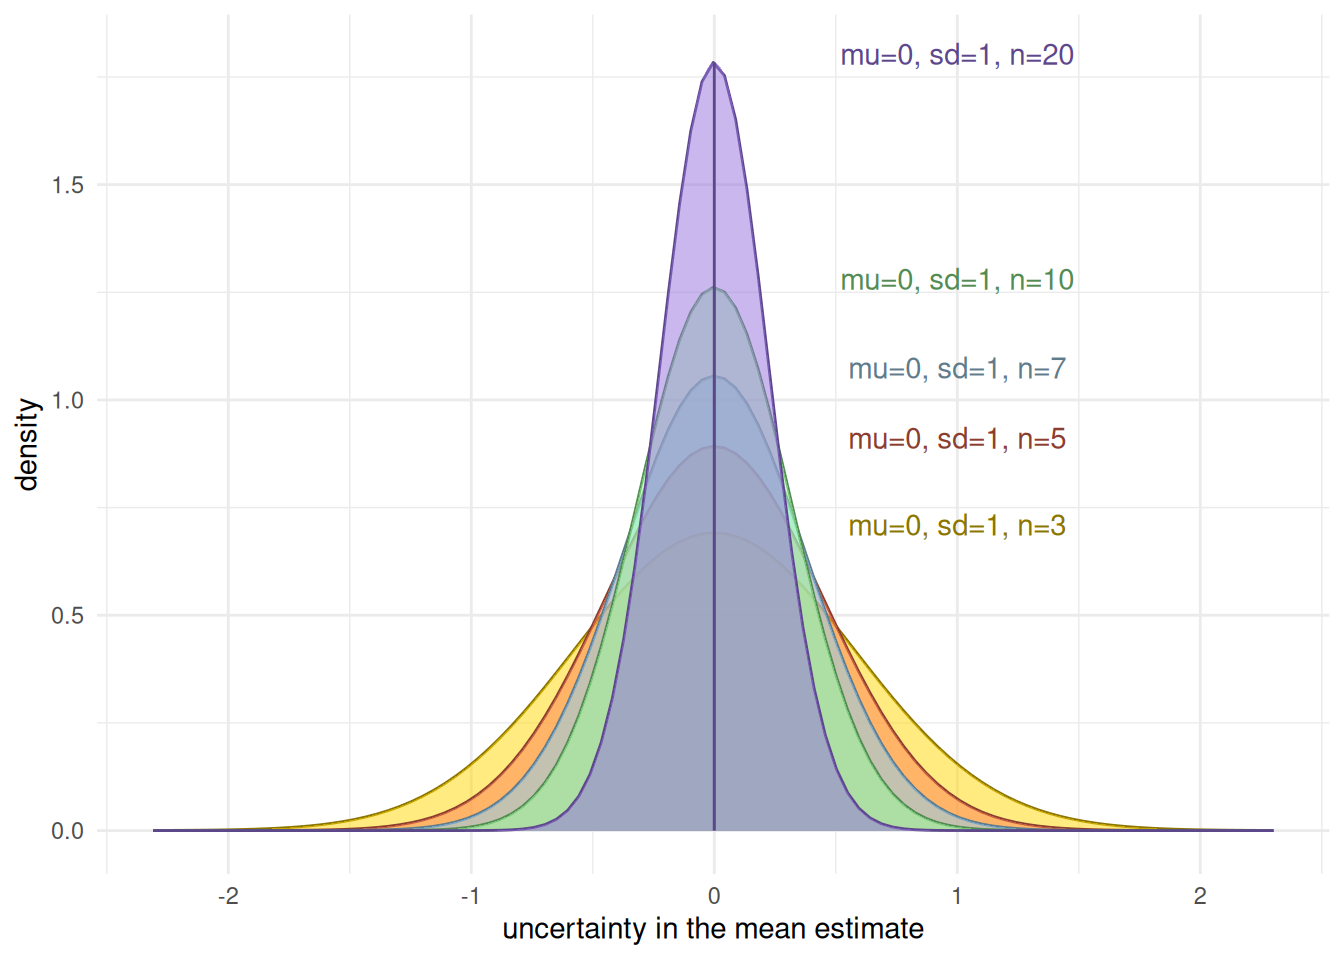 mu=0, sd=1, n=20
1.5
mu=0, sd=1, n=10
mu=0, sd=1, n=7
1.0
mu=0, sd=1, n=5
density
mu=0, sd=1, n=3
0.5
0.0
-2 -1 0 1 2
uncertainty in the mean estimate